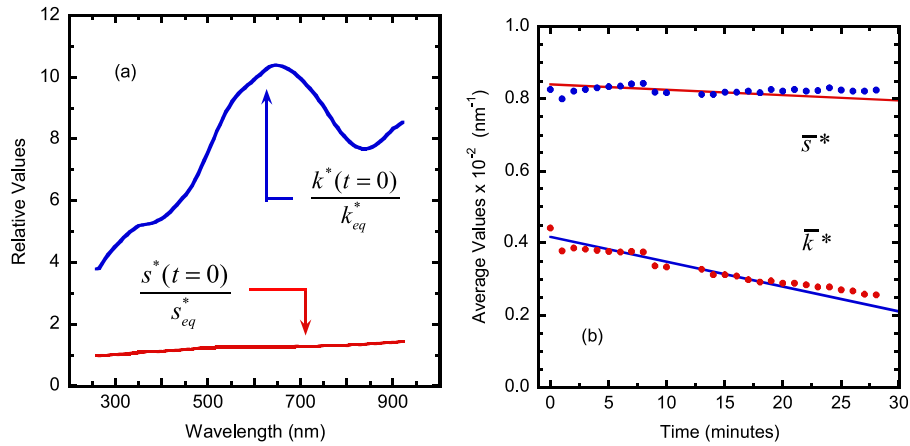 12
10
8
6
4
2
0
Relative Values
(a)
k*(t = 0)
k*eq
s*(t = 0)
s*eq
300 500 700 900
Wavelength (nm)
1.0
0.8
0.6
0.4
0.2
0.0
Average Values x 10⁻² (nm⁻¹)
s̅*
k̅*
(b)
0 5 10 15 20 25 30
Time (minutes)